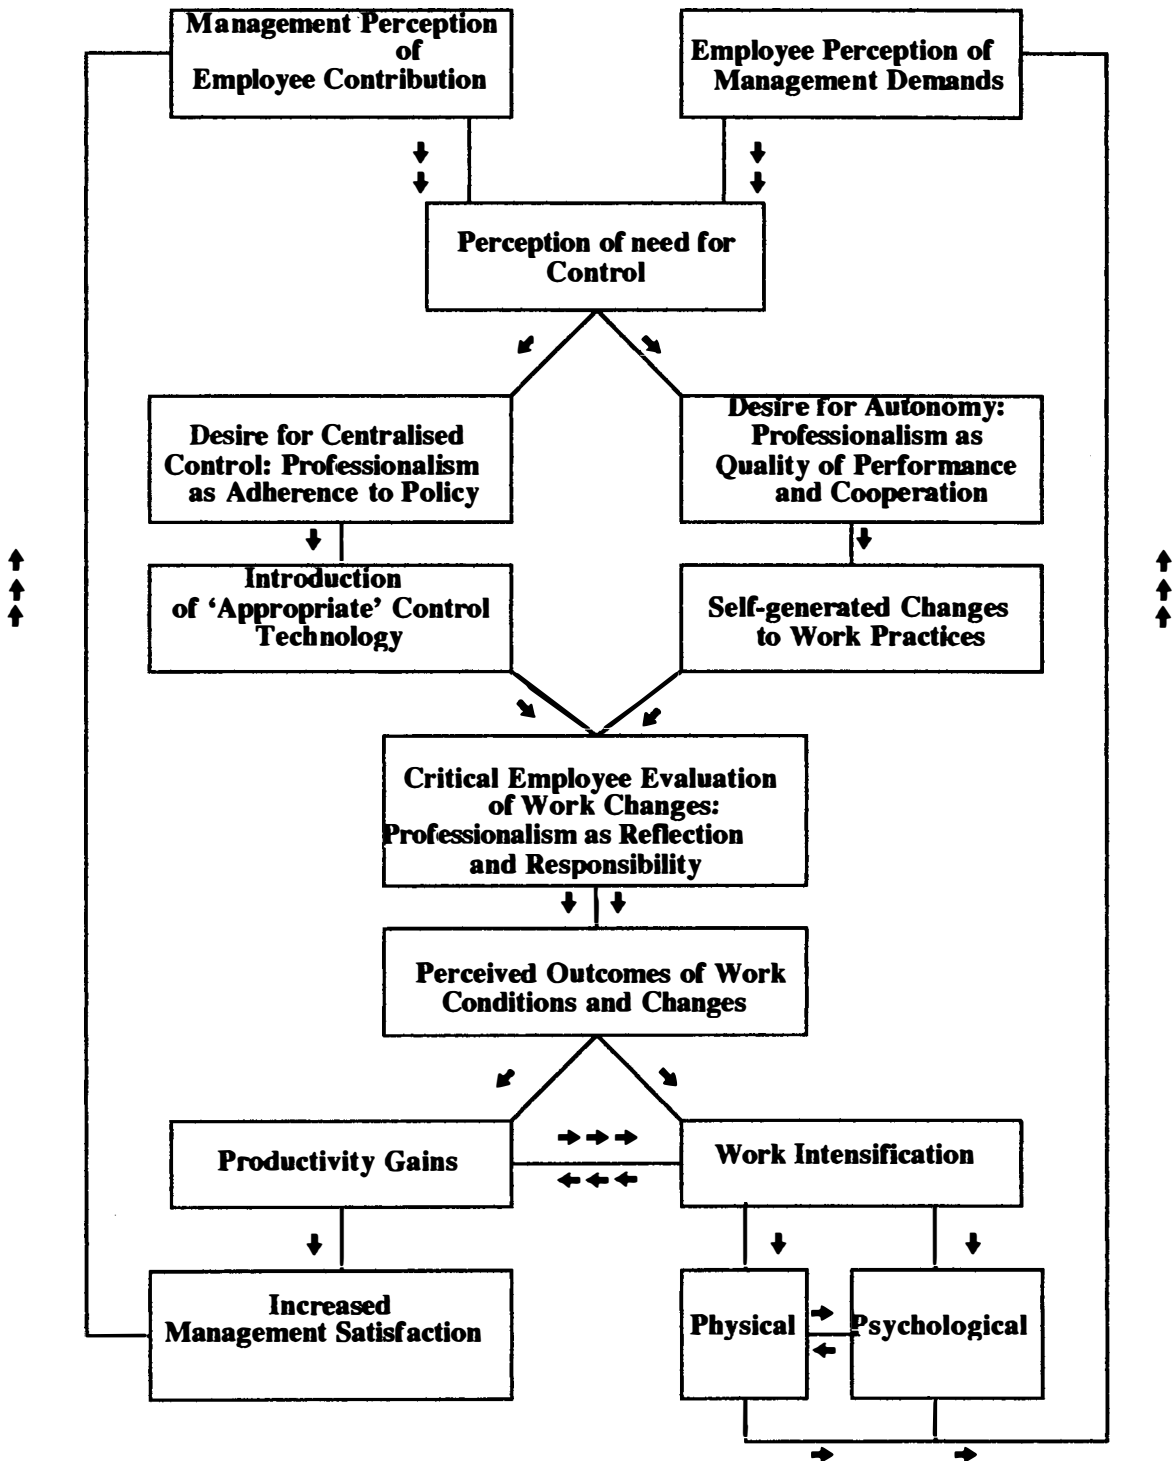 Management Perception
of
Employee Contribution
Employee Perception of
Management Demands
Perception of need for
Control
Desire for Centralised
Control: Professionalism
as Adherence to Policy
Desire for Autonomy:
Professionalism as
Quality of Performance
and Cooperation
Introduction
of ‘Appropriate’ Control
Technology
Self-generated Changes
to Work Practices
Critical Employee Evaluation
of Work Changes:
Professionalism as Reflection
and Responsibility
Perceived Outcomes of Work
Conditions and Changes
Productivity Gains
Work Intensification
Increased
Management Satisfaction
Physical
Psychological